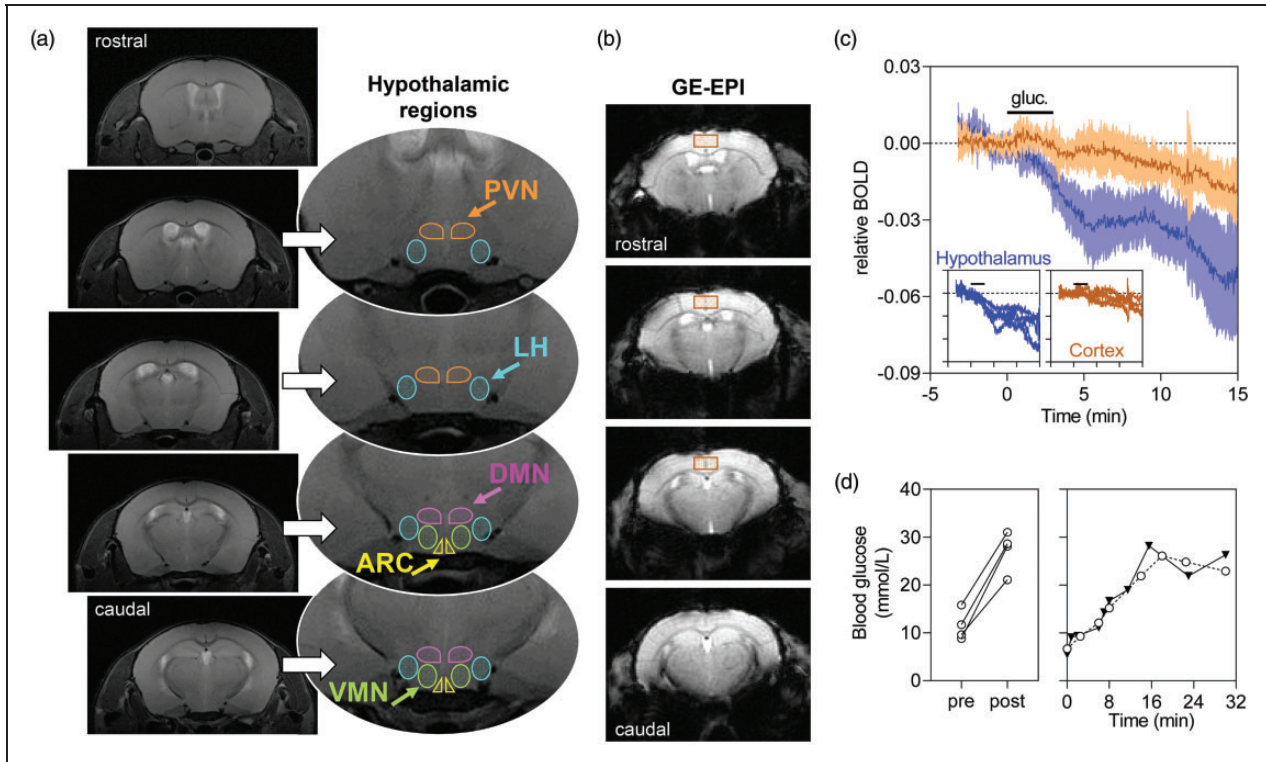 (a)
rostral
Hypothalamic
regions
PVN
LH
DMN
ARC
caudal
VMN
(b)
GE-EPI
rostral
caudal
(c)
0.03
gluc.
0.00
relative BOLD
-0.03
Hypothalamus
-0.06
Cortex
-0.09
-5 0 5 10 15
Time (min)
(d)
40
30
Blood glucose
(mmol/L)
20
10
0
pre post
0 8 16 24 32
Time (min)